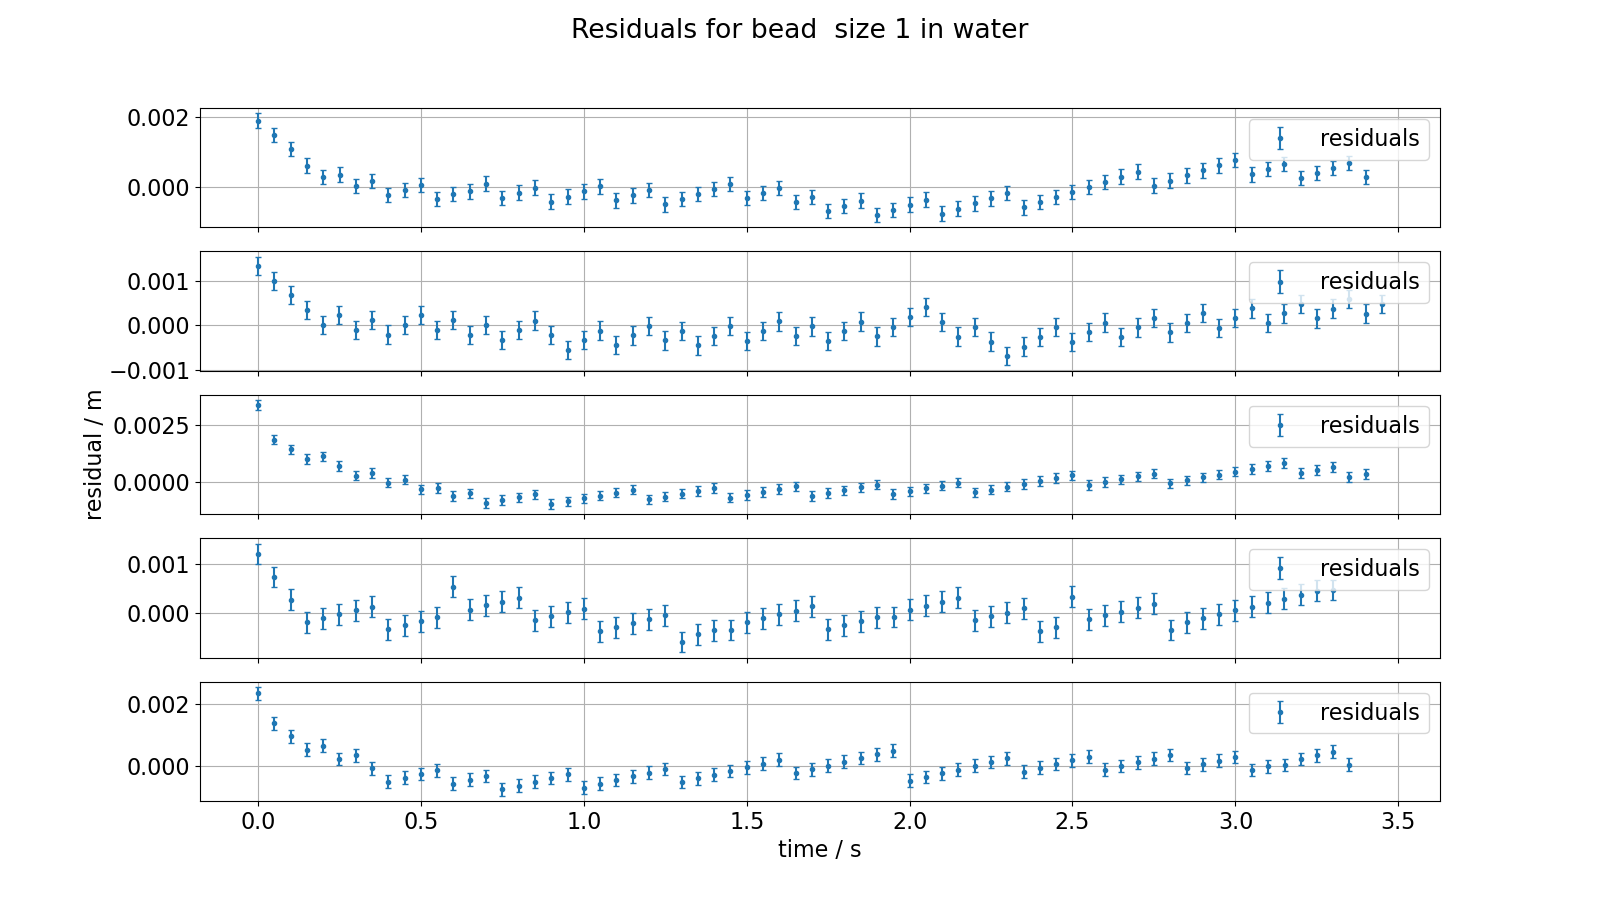 Residuals for bead  size 1 in water
0.002
0.000
residuals
0.001
0.000
−0.001
residuals
residual / m
0.0025
0.0000
residuals
0.001
0.000
residuals
0.002
0.000
residuals
0.0 0.5 1.0 1.5 2.0 2.5 3.0 3.5
time / s